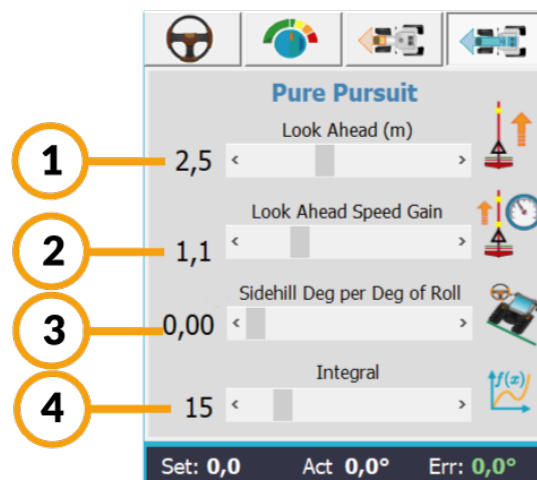 Pure Pursuit
Look Ahead (m)
1 2,5 < >
Look Ahead Speed Gain
2 1,1 < >
Sidehill Deg per Deg of Roll
3 0,00 < >
Integral
4 15 < >
f(x)
Set: 0,0 Act 0,0° Err: 0,0°